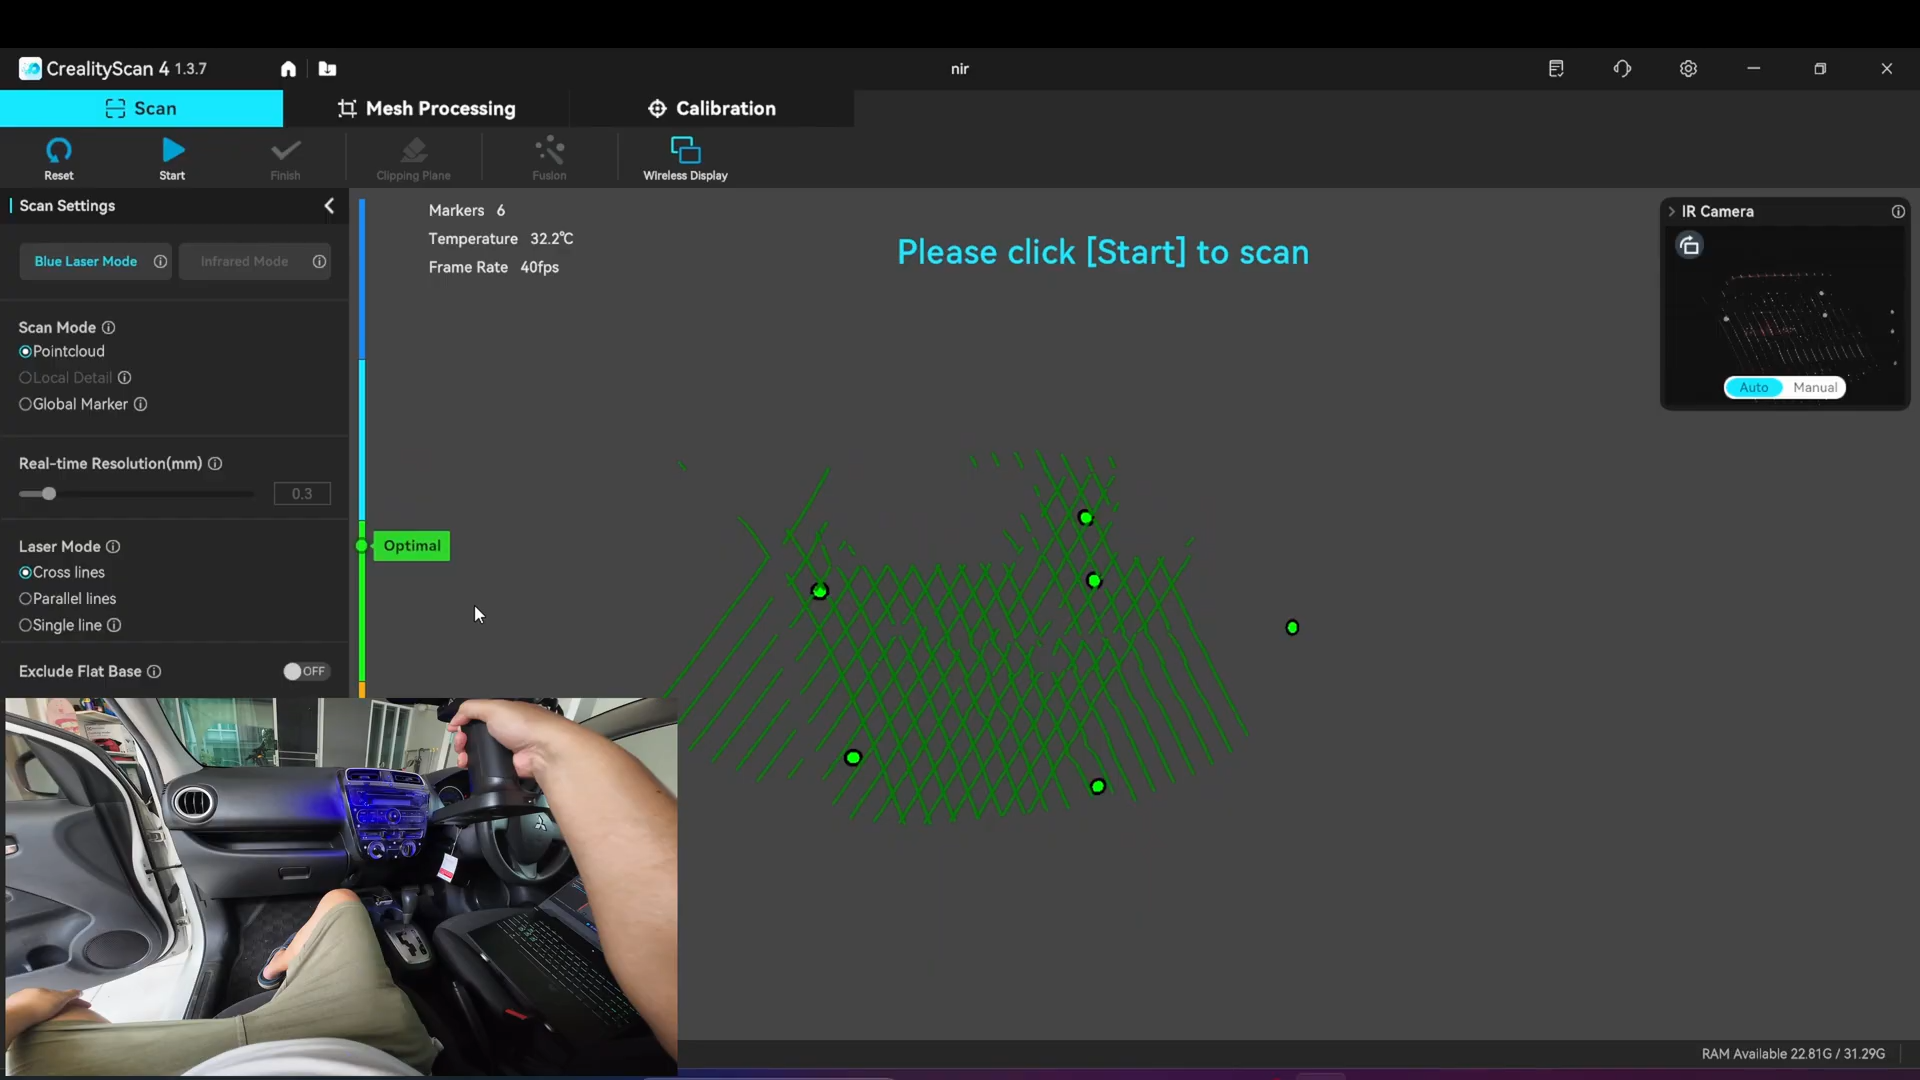 CrealityScan 4 1.3.7
nir
Scan
Mesh Processing
Calibration
Reset
Start
Finish
Clipping Plane
Fusion
Wireless Display
Scan Settings
Blue Laser Mode
Infrared Mode
Scan Mode
Pointcloud
Local Detail
Global Marker
Real-time Resolution(mm)
0.3
Laser Mode
Cross lines
Parallel lines
Single line
Exclude Flat Base
OFF
Optimal
Markers 6
Temperature 32.2℃
Frame Rate 40fps
Please click [Start] to scan
IR Camera
Auto
Manual
RAM Available 22.81G / 31.29G